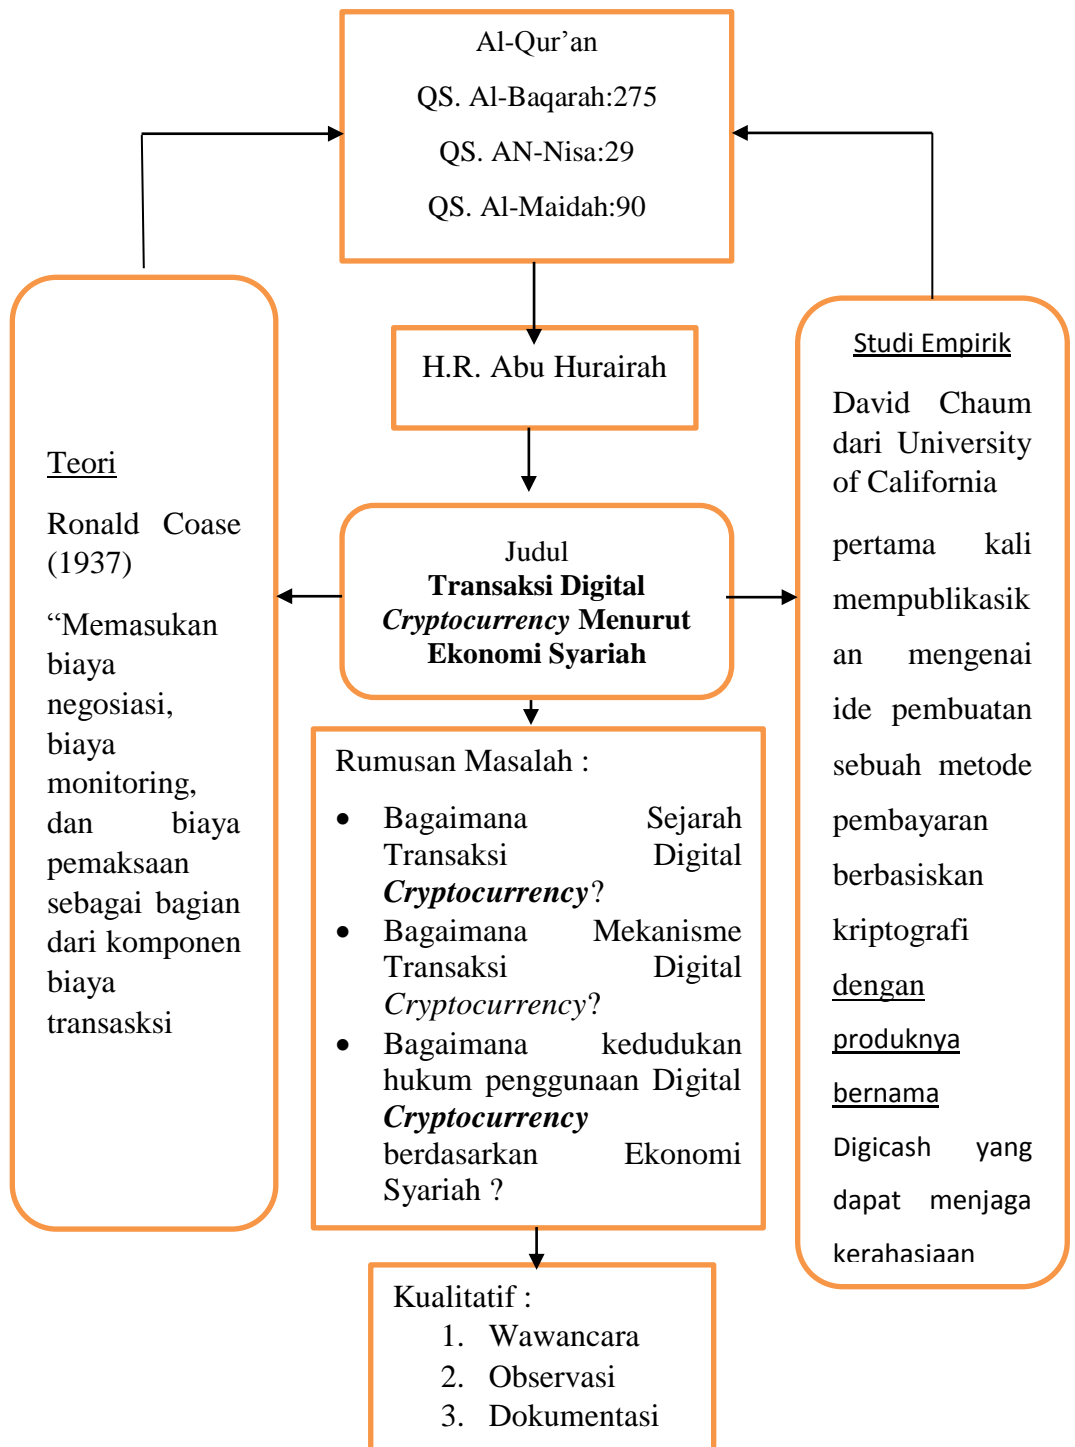 Al-Qur’an
QS. Al-Baqarah:275
QS. AN-Nisa:29
QS. Al-Maidah:90
H.R. Abu Hurairah
Teori
Ronald Coase
(1937)
“Memasukan
biaya
negosiasi,
biaya
monitoring,
dan biaya
pemaksaan
sebagai bagian
dari komponen
biaya
transasksi
Judul
Transaksi Digital
Cryptocurrency Menurut
Ekonomi Syariah
Studi Empirik
David Chaum
dari University
of California
pertama kali
mempublikasik
an mengenai
ide pembuatan
sebuah metode
pembayaran
berbasiskan
kriptografi
dengan
produknya
bernama
Digicash yang
dapat menjaga
kerahasiaan
Rumusan Masalah :
• Bagaimana Sejarah
Transaksi Digital
Cryptocurrency?
• Bagaimana Mekanisme
Transaksi Digital
Cryptocurrency?
• Bagaimana kedudukan
hukum penggunaan Digital
Cryptocurrency
berdasarkan Ekonomi
Syariah ?
Kualitatif :
1. Wawancara
2. Observasi
3. Dokumentasi